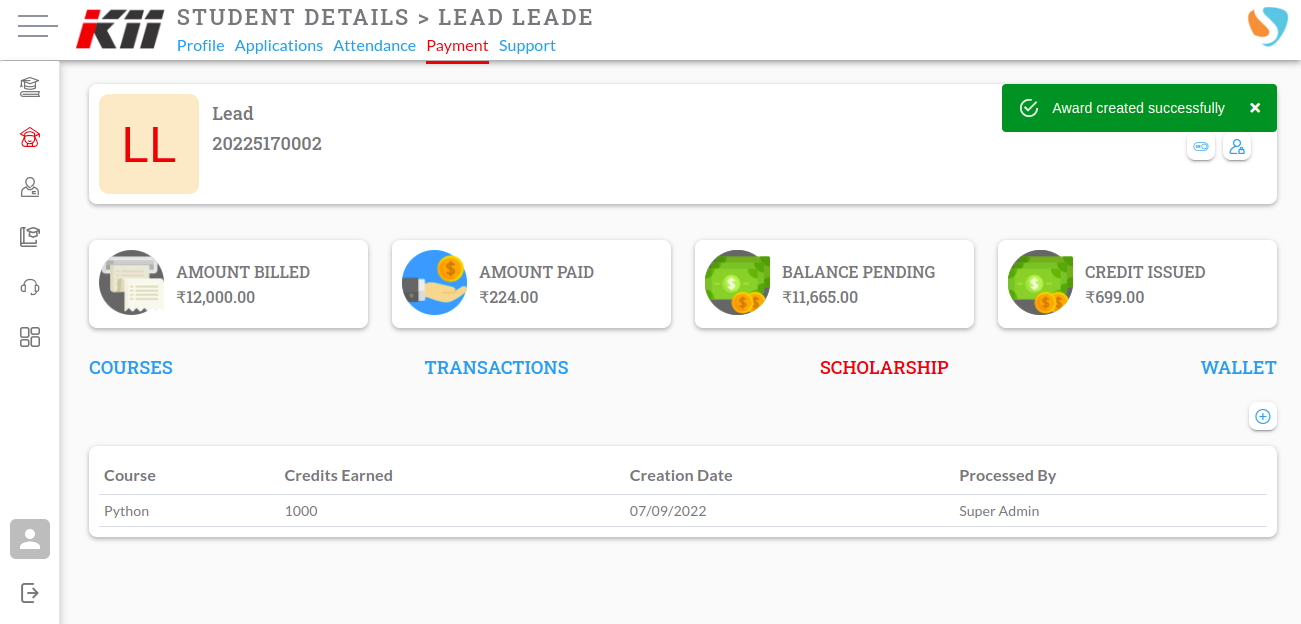 KII
STUDENT DETAILS > LEAD LEADE
Profile Applications Attendance Payment Support
LL
Lead
20225170002
Award created successfully
AMOUNT BILLED
₹12,000.00
AMOUNT PAID
₹224.00
BALANCE PENDING
₹11,665.00
CREDIT ISSUED
₹699.00
COURSES TRANSACTIONS SCHOLARSHIP WALLET
Course Credits Earned Creation Date Processed By
Python 1000 07/09/2022 Super Admin